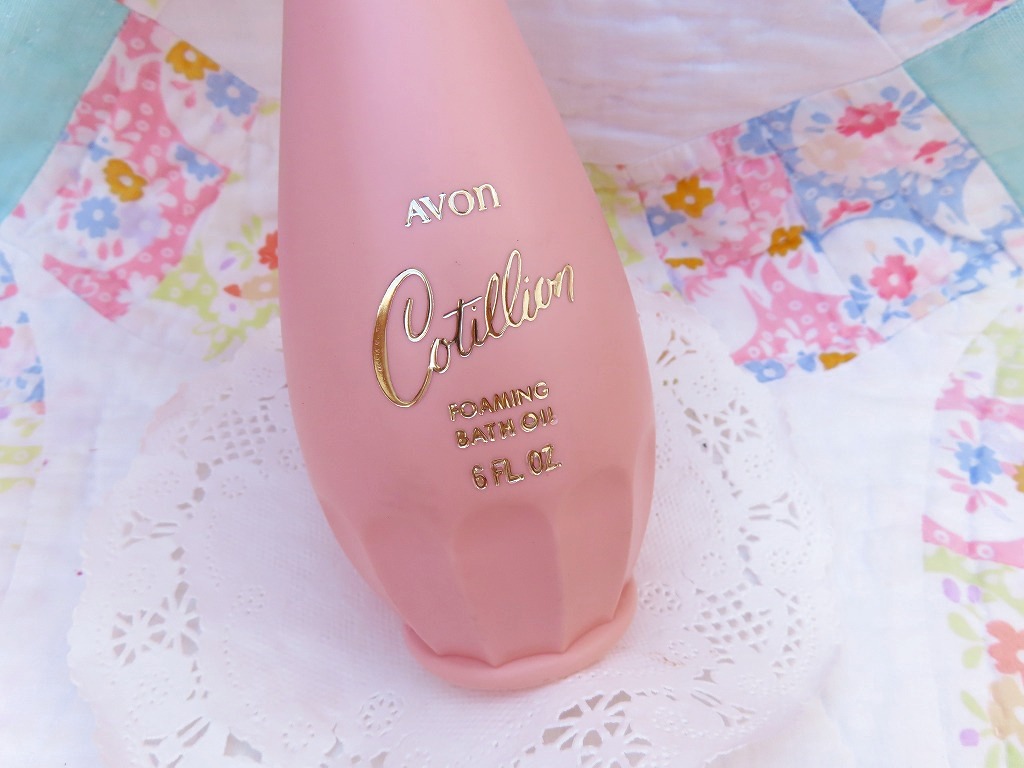 AVON
Cotillion
FOAMING
BATH OIL
6 FL. OZ.